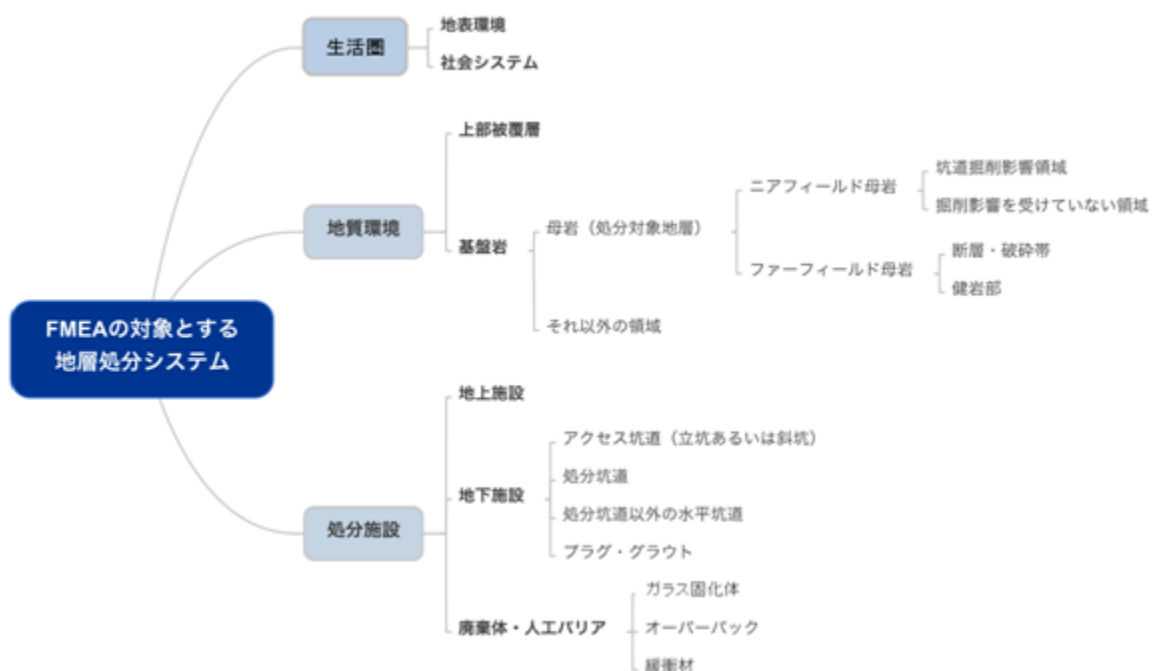 FMEAの対象とする
地層処分システム
生活圏
地表環境
社会システム
地質環境
上部被覆層
基盤岩
母岩（処分対象地層）
ニアフィールド母岩
坑道掘削影響領域
掘削影響を受けていない領域
ファーフィールド母岩
断層・破砕帯
健岩部
それ以外の領域
処分施設
地上施設
地下施設
アクセス坑道（立坑あるいは斜坑）
処分坑道
処分坑道以外の水平坑道
プラグ・グラウト
廃棄体・人工バリア
ガラス固化体
オーバーパック
緩衝材